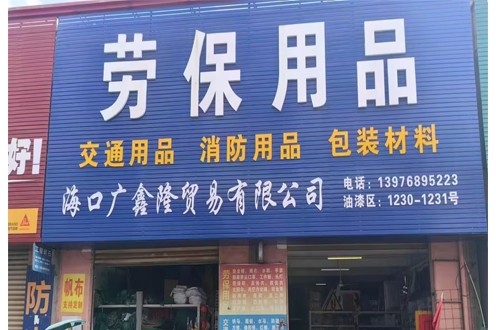 劳保用品
交通用品 消防用品 包装材料
海口广鑫隆贸易有限公司
电话：13976895223
油漆区：1230-1231号
好!
防
帆布
劳保